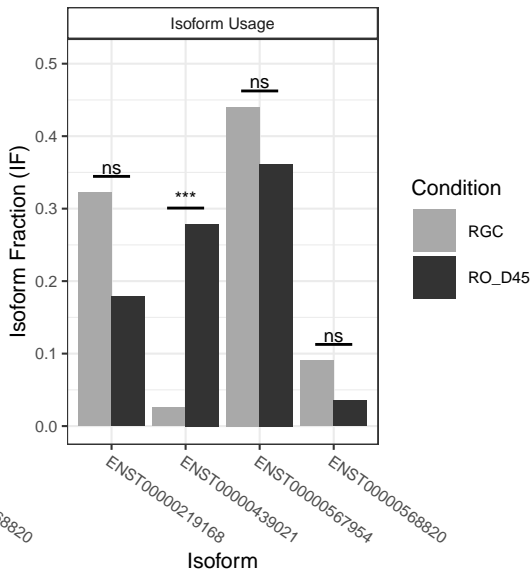 Isoform Usage
Isoform Fraction (IF)
0.5
0.4
0.3
0.2
0.1
0.0
ns
***
ns
ns
ENST00000219168
ENST00000439021
ENST00000567954
ENST00000568820
Isoform
Condition
RGC
RO_D45
68820